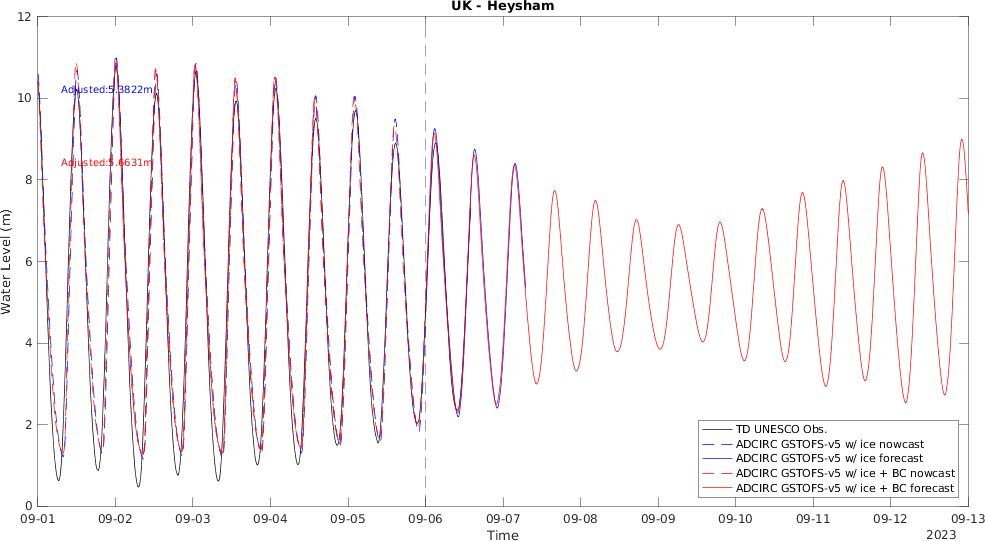 UK - Heysham
12
10
8
6
4
2
0
Water Level (m)
Adjusted:5.3822m
Adjusted:5.6631m
TD UNESCO Obs.
ADCIRC GSTOFS-v5 w/ ice nowcast
ADCIRC GSTOFS-v5 w/ ice forecast
ADCIRC GSTOFS-v5 w/ ice + BC nowcast
ADCIRC GSTOFS-v5 w/ ice + BC forecast
09-01 09-02 09-03 09-04 09-05 09-06 09-07 09-08 09-09 09-10 09-11 09-12 09-13
Time
2023